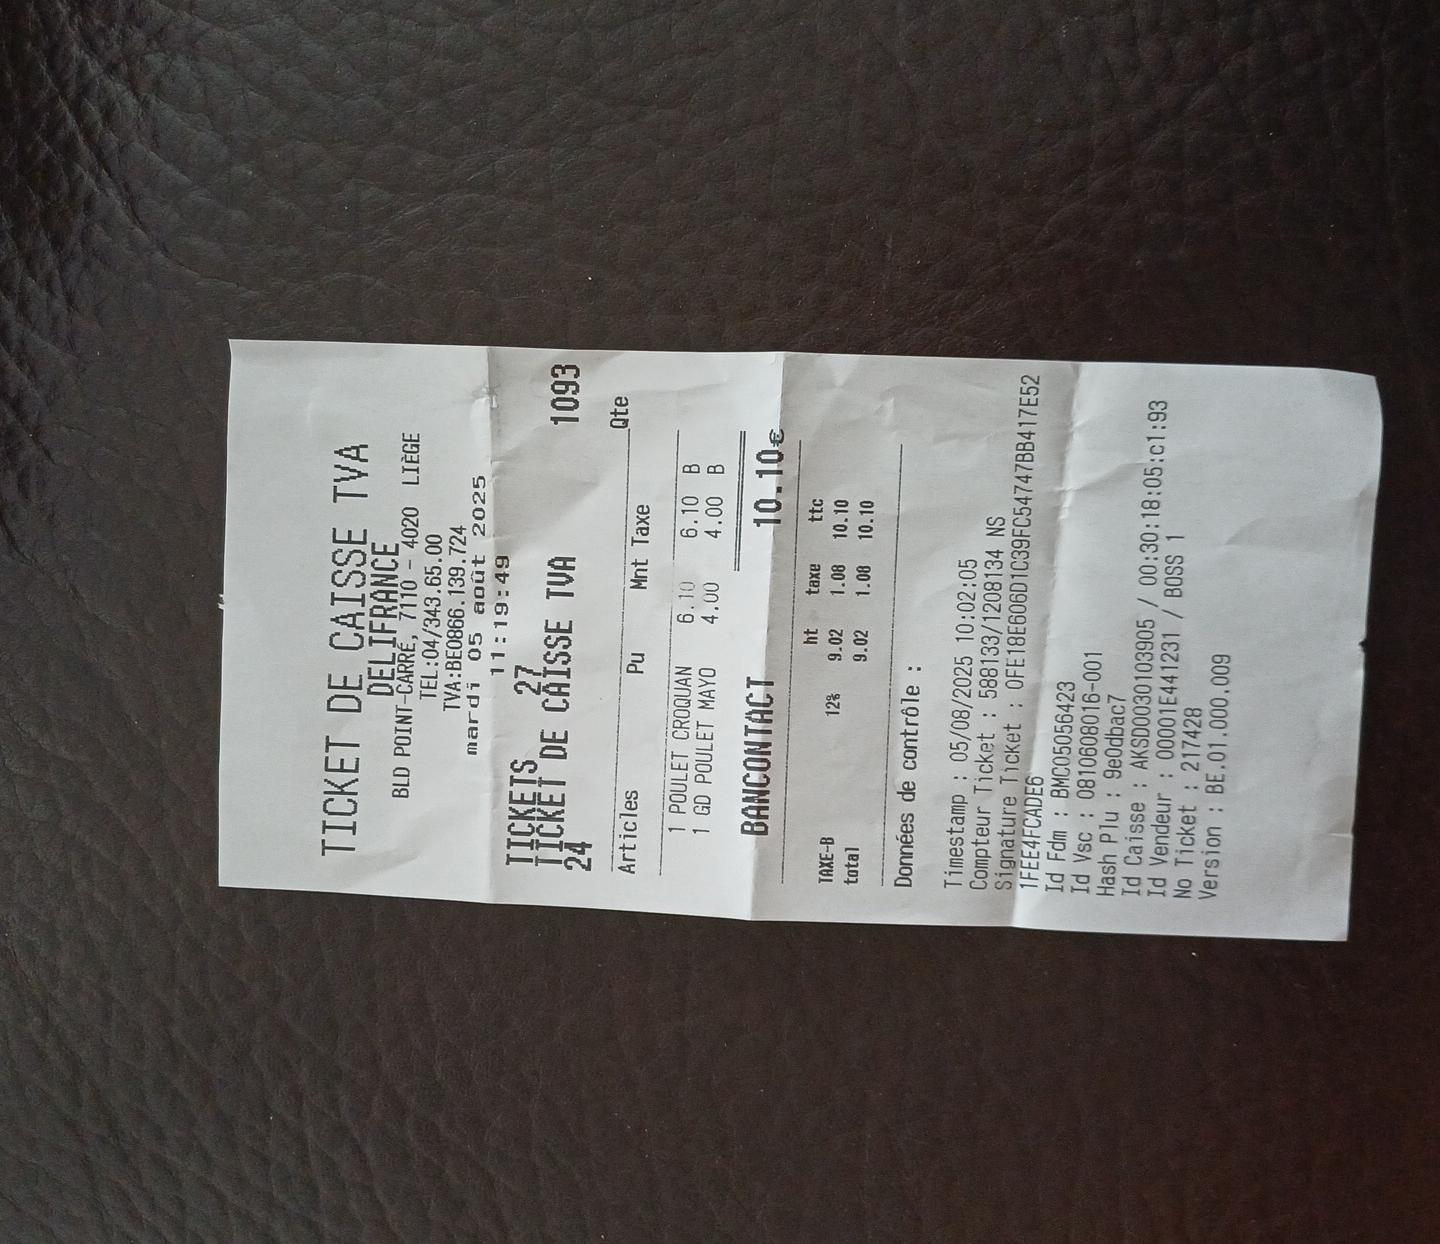 TICKET DE CAISSE TVA
DELIFRANCE
BLD POINT-CARRÉ, 7110 - 4020 LIÈGE
TEL:04/343.65.00
TVA:BE0866.139.724
mardi 05 août 2025
11:19:49
TICKETS 27
TICKET DE CAISSE TVA 1093
24
Articles Pu Mnt Taxe Qte
1 POULET CROQUAN 6.10 6.10 B
1 GD POULET MAYO 4.00 4.00 B
BANCONTACT 10.10€
ht taxe ttc
TAXE-B 12% 9.02 1.08 10.10
total 9.02 1.08 10.10
Données de contrôle :
Timestamp : 05/08/2025 10:02:05
Compteur Ticket : 588133/1208134 NS
Signature Ticket : 0FE18E606D1C39FC54747BB417E52
1FEE4FCADE6
Id Fdm : BMC05056423
Id Vsc : 0810608016-001
Hash Plu : 9e0dbac7
Id Caisse : AKSD0030103905 / 00:30:18:05:c1:93
Id Vendeur : 00001E441231 / BOSS 1
No Ticket : 217428
Version : BE.01.000.009